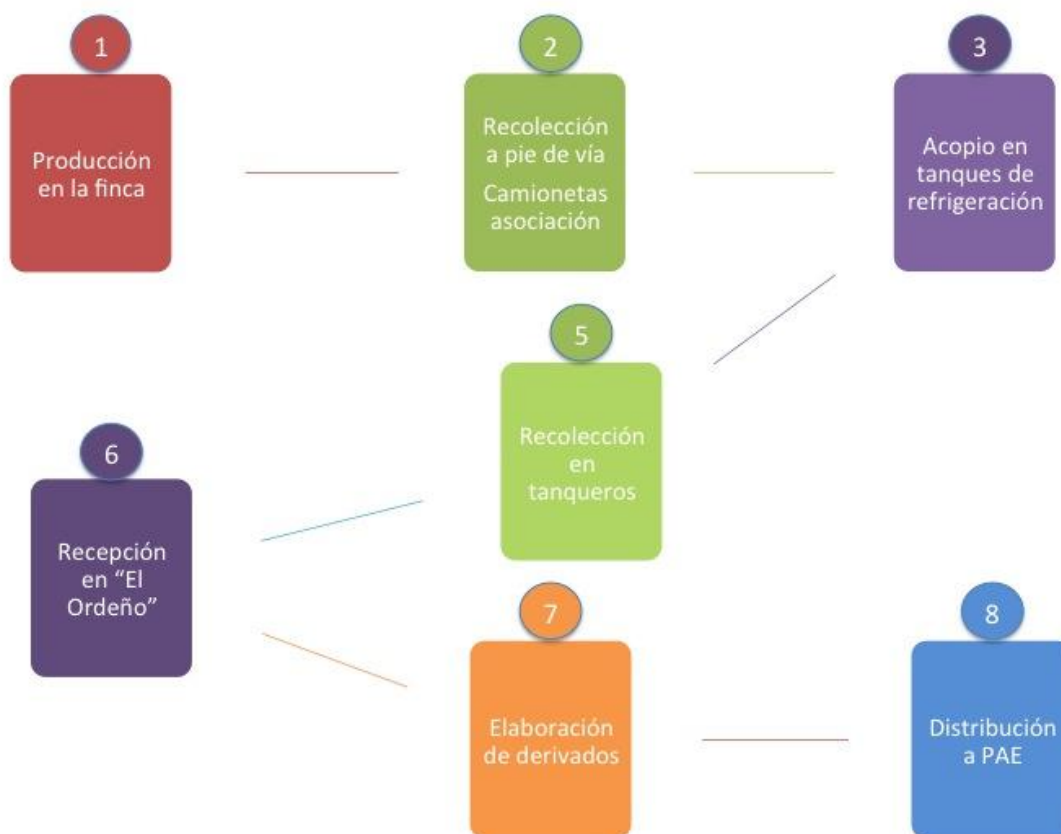 1
Producción
en la finca
2
Recolección
a pie de vía
Camionetas
asociación
3
Acopio en
tanques de
refrigeración
5
Recolección
en
tanqueros
6
Recepción
en “El
Ordeño”
7
Elaboración
de derivados
8
Distribución
a PAE